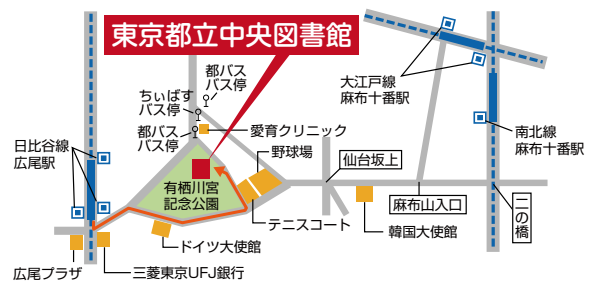 東京都立中央図書館
都バス
バス停
ちぃばす
バス停
都バス
バス停
愛育クリニック
野球場
大江戸線
麻布十番駅
南北線
麻布十番駅
日比谷線
広尾駅
仙台坂上
有栖川宮
記念公園
麻布山入口
二の橋
テニスコート
韓国大使館
ドイツ大使館
広尾プラザ
三菱東京UFJ銀行